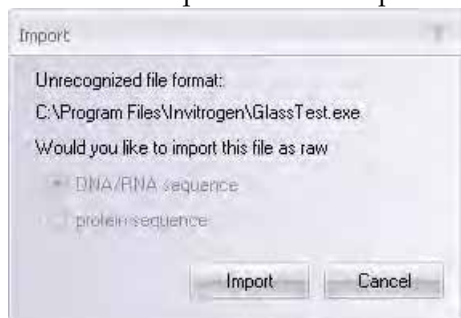 Import
Unrecognized file format:
C:\Program Files\Invitrogen\GlassTest.exe
Would you like to import this file as raw
DNA/RNA sequence
protein sequence
Import Cancel